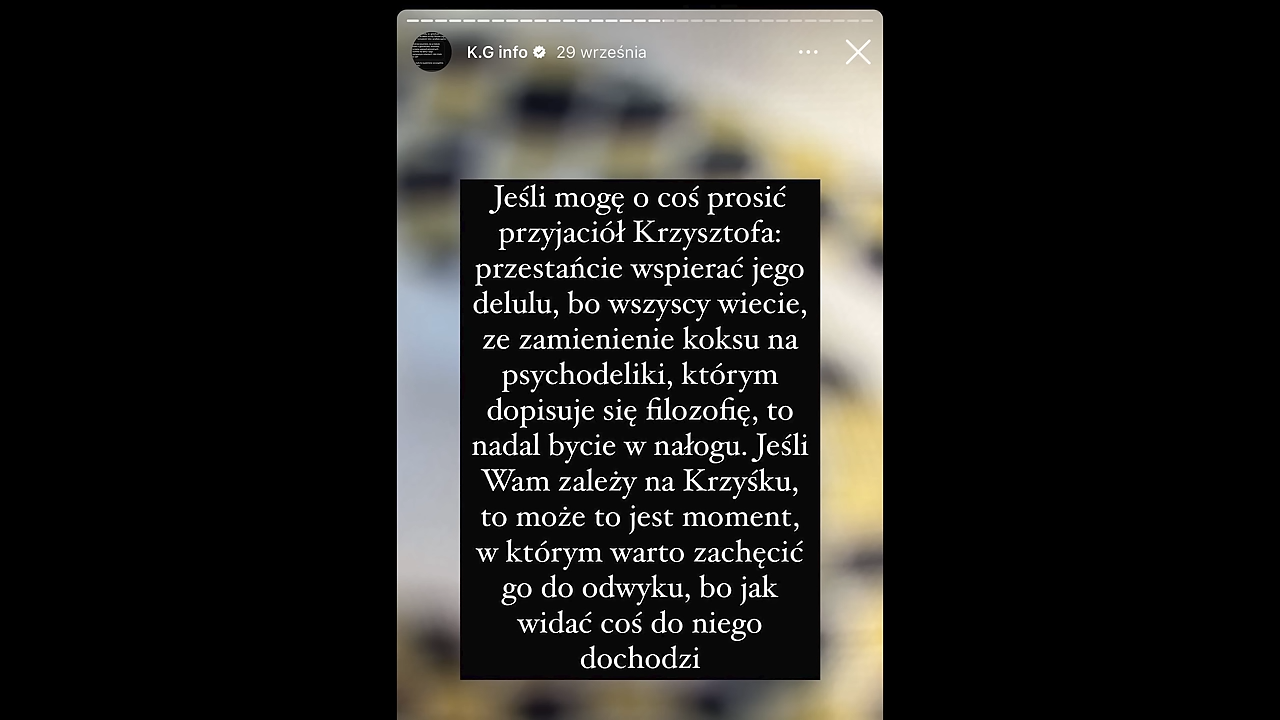 K.G info 29 września
Jeśli mogę o coś prosić
przyjaciół Krzysztofa:
przestańcie wspierać jego
delulu, bo wszyscy wiecie,
ze zamienienie koksu na
psychodeliki, którym
dopisuje się filozofię, to
nadal bycie w nałogu. Jeśli
Wam zależy na Krzyśku,
to może to jest moment,
w którym warto zachęcić
go do odwyku, bo jak
widać coś do niego
dochodzi